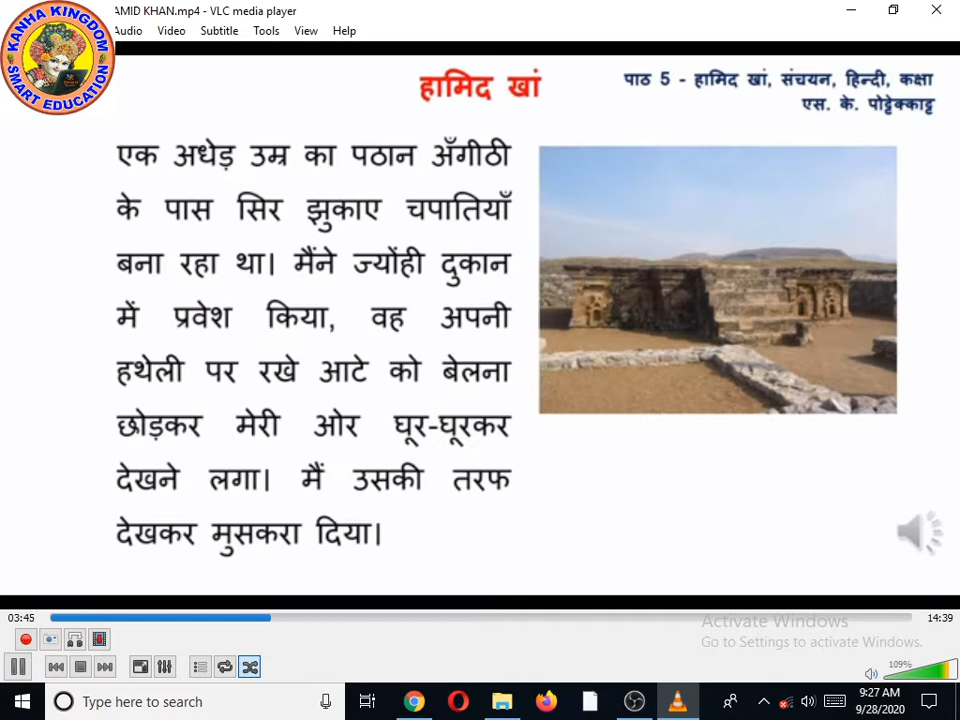 KANHA KINGDOM
SMART EDUCATION
AMID KHAN.mp4 - VLC media player
Audio Video Subtitle Tools View Help
हामिद खां
पाठ 5 - हामिद खां, संचयन, हिन्दी, कक्षा
एस. के. पोट्टेक्काट्ट
एक अधेड़ उम्र का पठान अँगीठी
के पास सिर झुकाए चपातियाँ
बना रहा था। मैंने ज्योंही दुकान
में प्रवेश किया, वह अपनी
हथेली पर रखे आटे को बेलना
छोड़कर मेरी ओर घूर-घूरकर
देखने लगा। मैं उसकी तरफ
देखकर मुसकरा दिया।
03:45
14:39
Activate Windows
Go to Settings to activate Windows.
109%
Type here to search
9:27 AM
9/28/2020